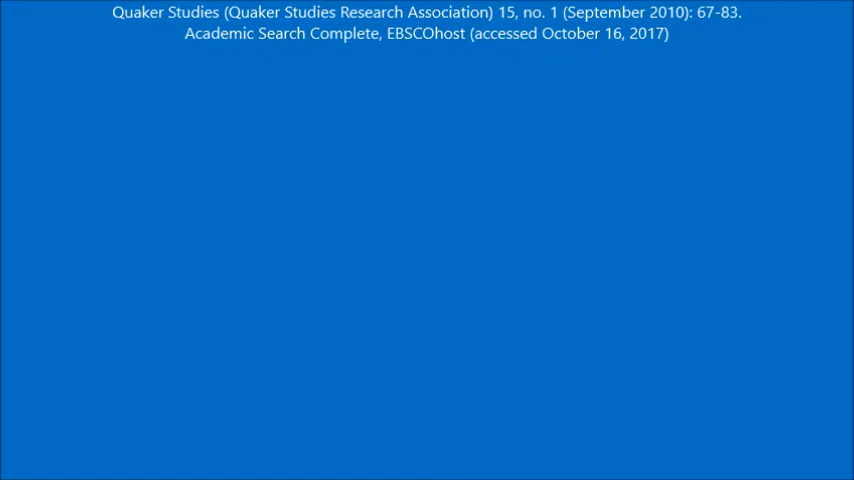 Quaker Studies (Quaker Studies Research Association) 15, no. 1 (September 2010): 67-83.
Academic Search Complete, EBSCOhost (accessed October 16, 2017)